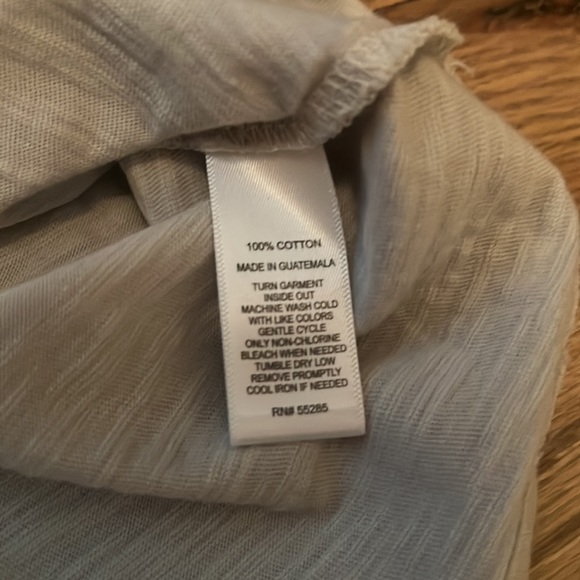 100% COTTON
MADE IN GUATEMALA
TURN GARMENT
INSIDE OUT
MACHINE WASH COLD
WITH LIKE COLORS
GENTLE CYCLE
ONLY NON-CHLORINE
BLEACH WHEN NEEDED
TUMBLE DRY LOW
REMOVE PROMPTLY
COOL IRON IF NEEDED
RN# 55285